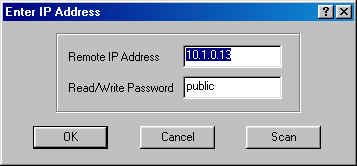 Enter IP Address
Remote IP Address 10.1.0.13
Read/Write Password public
OK Cancel Scan